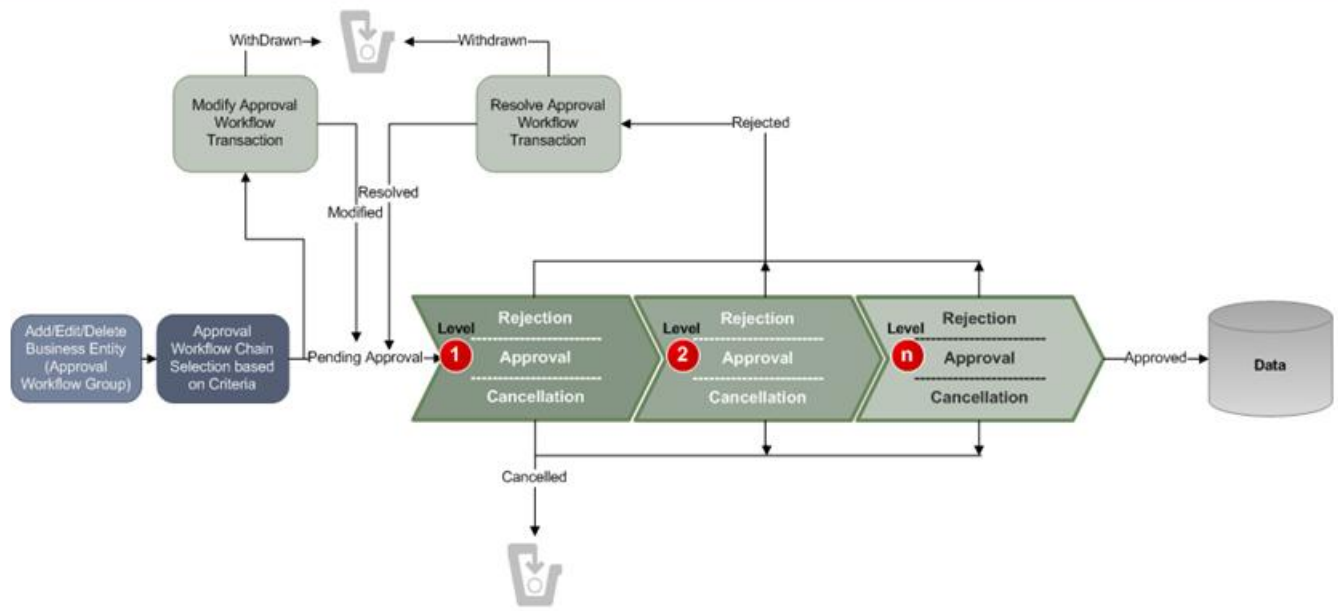 WithDrawn
Withdrawn
Modify Approval
Workflow
Transaction
Resolve Approval
Workflow
Transaction
Rejected
Resolved
Modified
Add/Edit/Delete
Business Entity
(Approval
Workflow Group)
Approval
Workflow Chain
Selection based
on Criteria
Pending Approval
Level
1
Rejection
Approval
Cancellation
Level
2
Rejection
Approval
Cancellation
Level
n
Rejection
Approval
Cancellation
Approved
Data
Cancelled